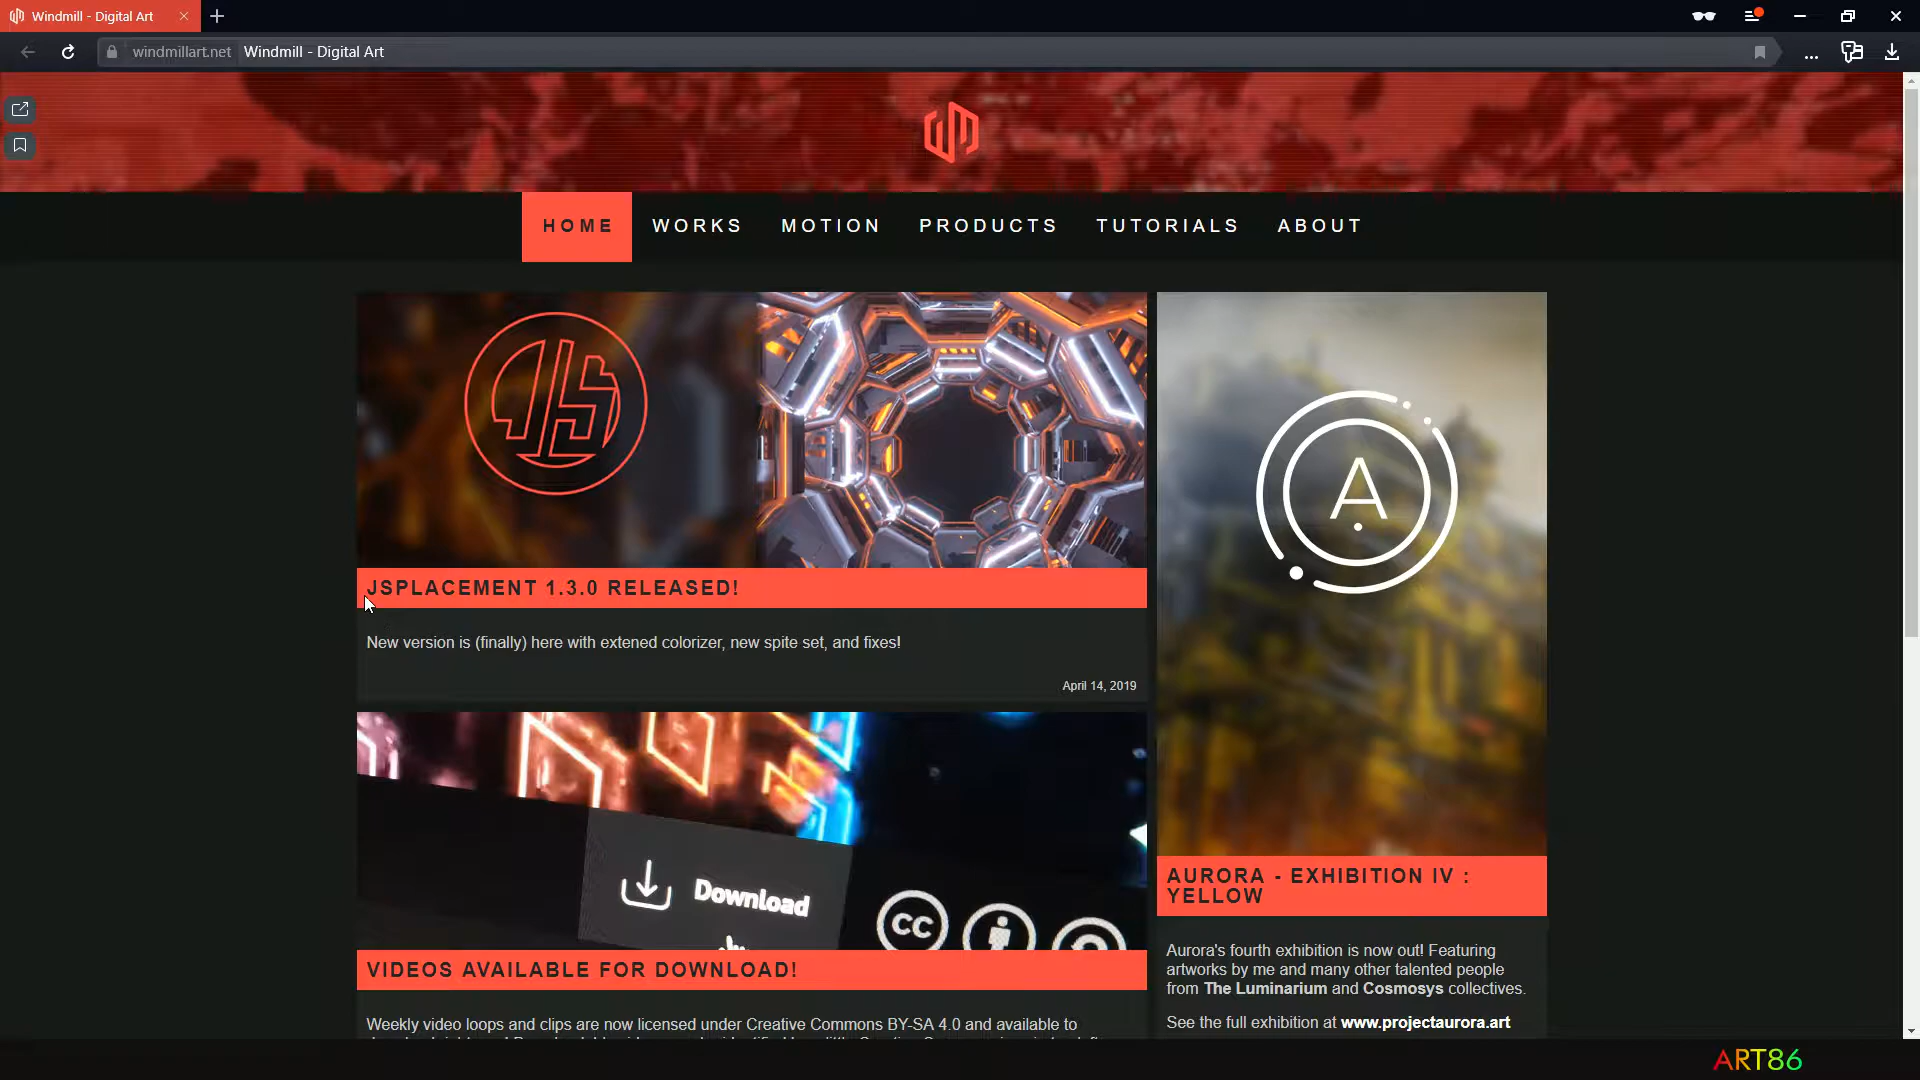 Windmill - Digital Art
windmillart.net Windmill - Digital Art
HOME WORKS MOTION PRODUCTS TUTORIALS ABOUT
JSPLACEMENT 1.3.0 RELEASED!
New version is (finally) here with extened colorizer, new spite set, and fixes!
April 14, 2019
Download
cc
VIDEOS AVAILABLE FOR DOWNLOAD!
Weekly video loops and clips are now licensed under Creative Commons BY-SA 4.0 and available to
A
AURORA - EXHIBITION IV :
YELLOW
Aurora's fourth exhibition is now out! Featuring
artworks by me and many other talented people
from The Luminarium and Cosmosys collectives.
See the full exhibition at www.projectaurora.art
ART86